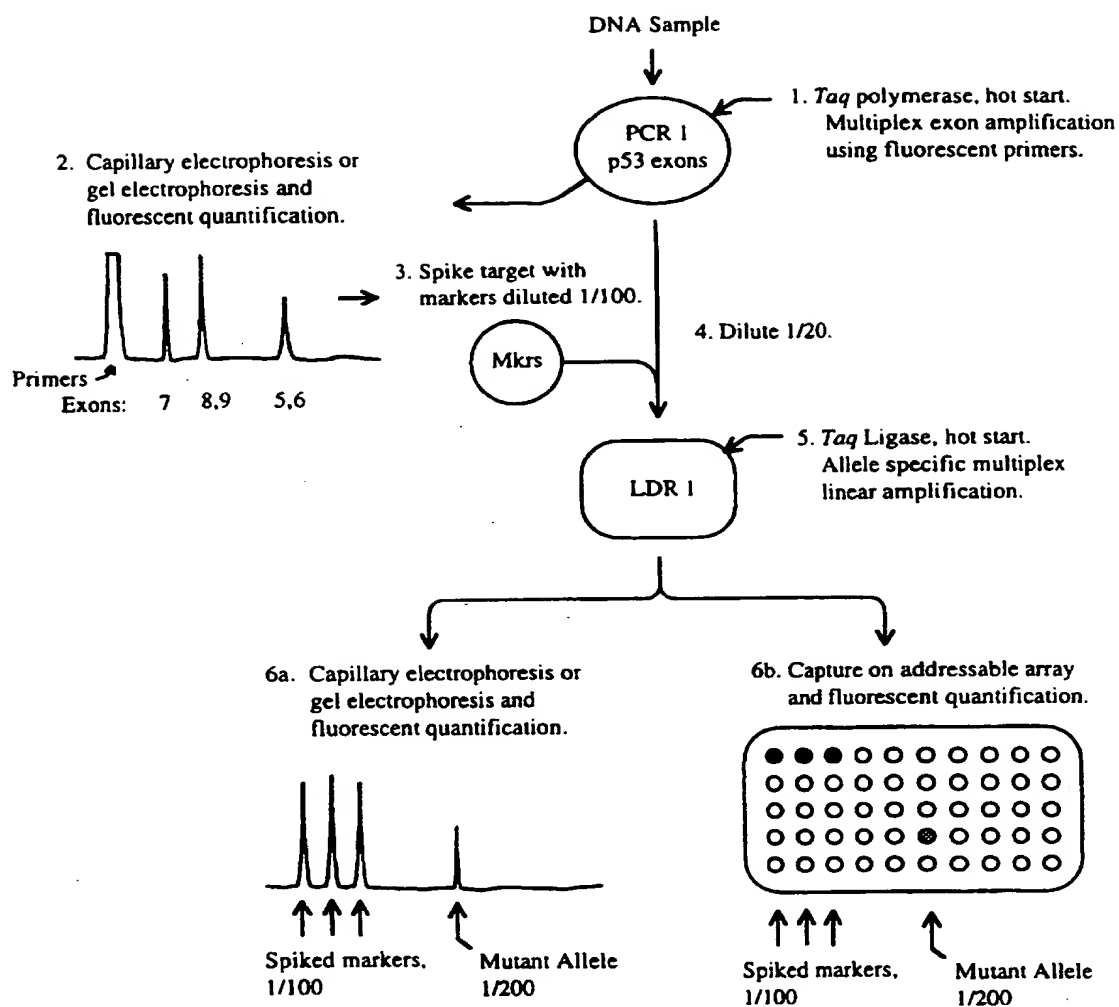 DNA Sample
1. Taq polymerase, hot start.
Multiplex exon amplification
using fluorescent primers.
PCR 1
p53 exons
2. Capillary electrophoresis or
gel electrophoresis and
fluorescent quantification.
3. Spike target with
markers diluted 1/100.
4. Dilute 1/20.
Mkrs
Primers
Exons: 7 8,9 5,6
5. Taq Ligase, hot start.
Allele specific multiplex
linear amplification.
LDR 1
6a. Capillary electrophoresis or
gel electrophoresis and
fluorescent quantification.
6b. Capture on addressable array
and fluorescent quantification.
Spiked markers,
1/100
Mutant Allele
1/200
Spiked markers,
1/100
Mutant Allele
1/200